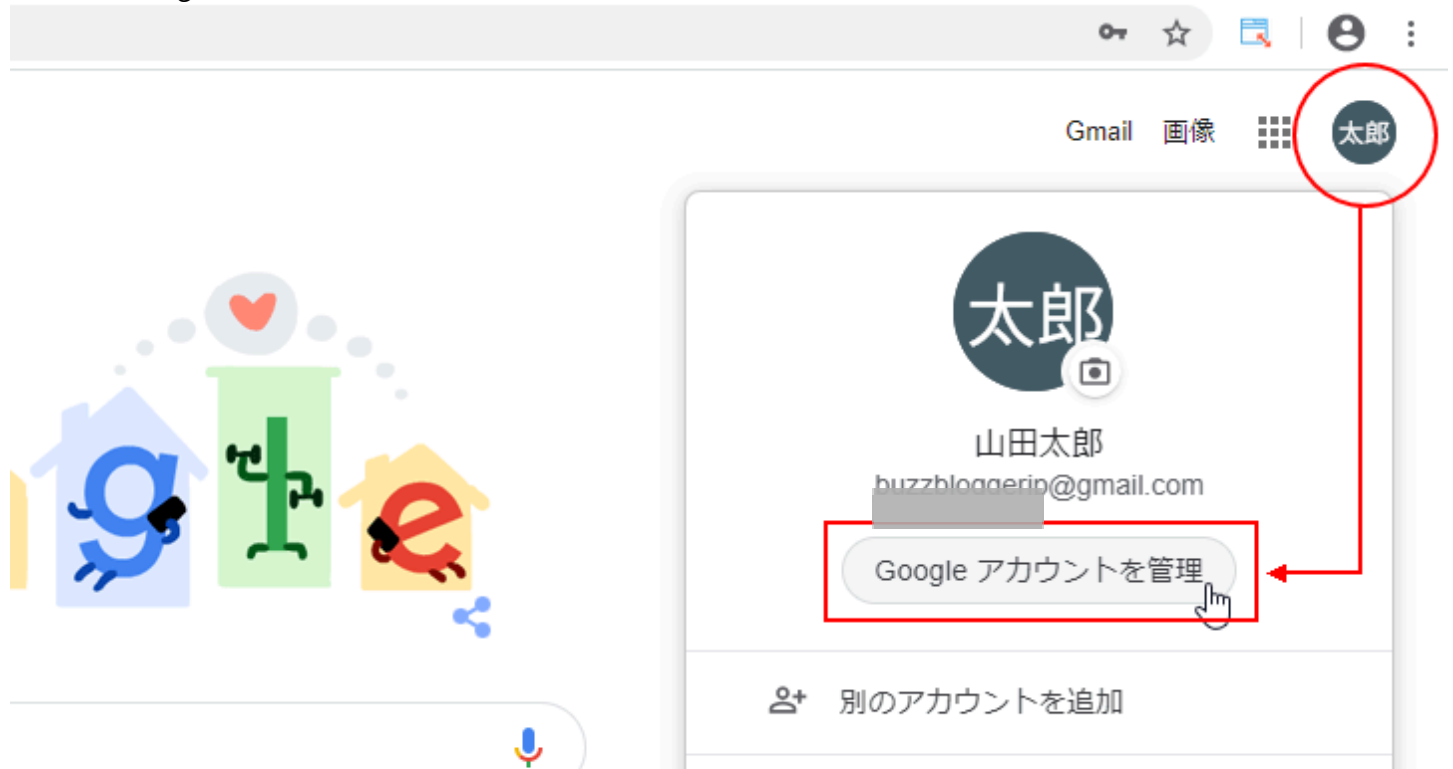 Gmail 画像 太郎
太郎
山田太郎
buzzbloggerjp@gmail.com
Google アカウントを管理
別のアカウントを追加
g
e